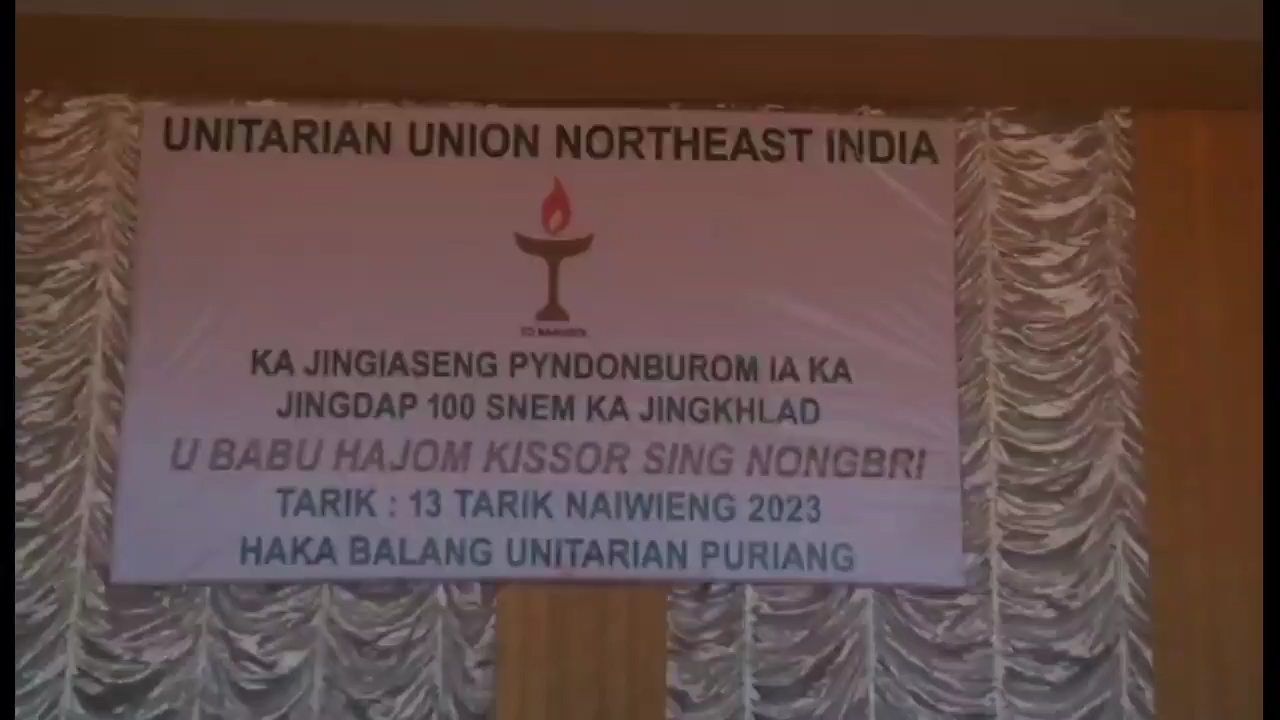 UNITARIAN UNION NORTHEAST INDIA
KA JINGIASENG PYNDONBUROM IA KA
JINGDAP 100 SNEM KA JINGKHLAD
U BABU HAJOM KISSOR SING NONGBRI
TARIK : 13 TARIK NAIWIENG 2023
HAKA BALANG UNITARIAN PURIANG